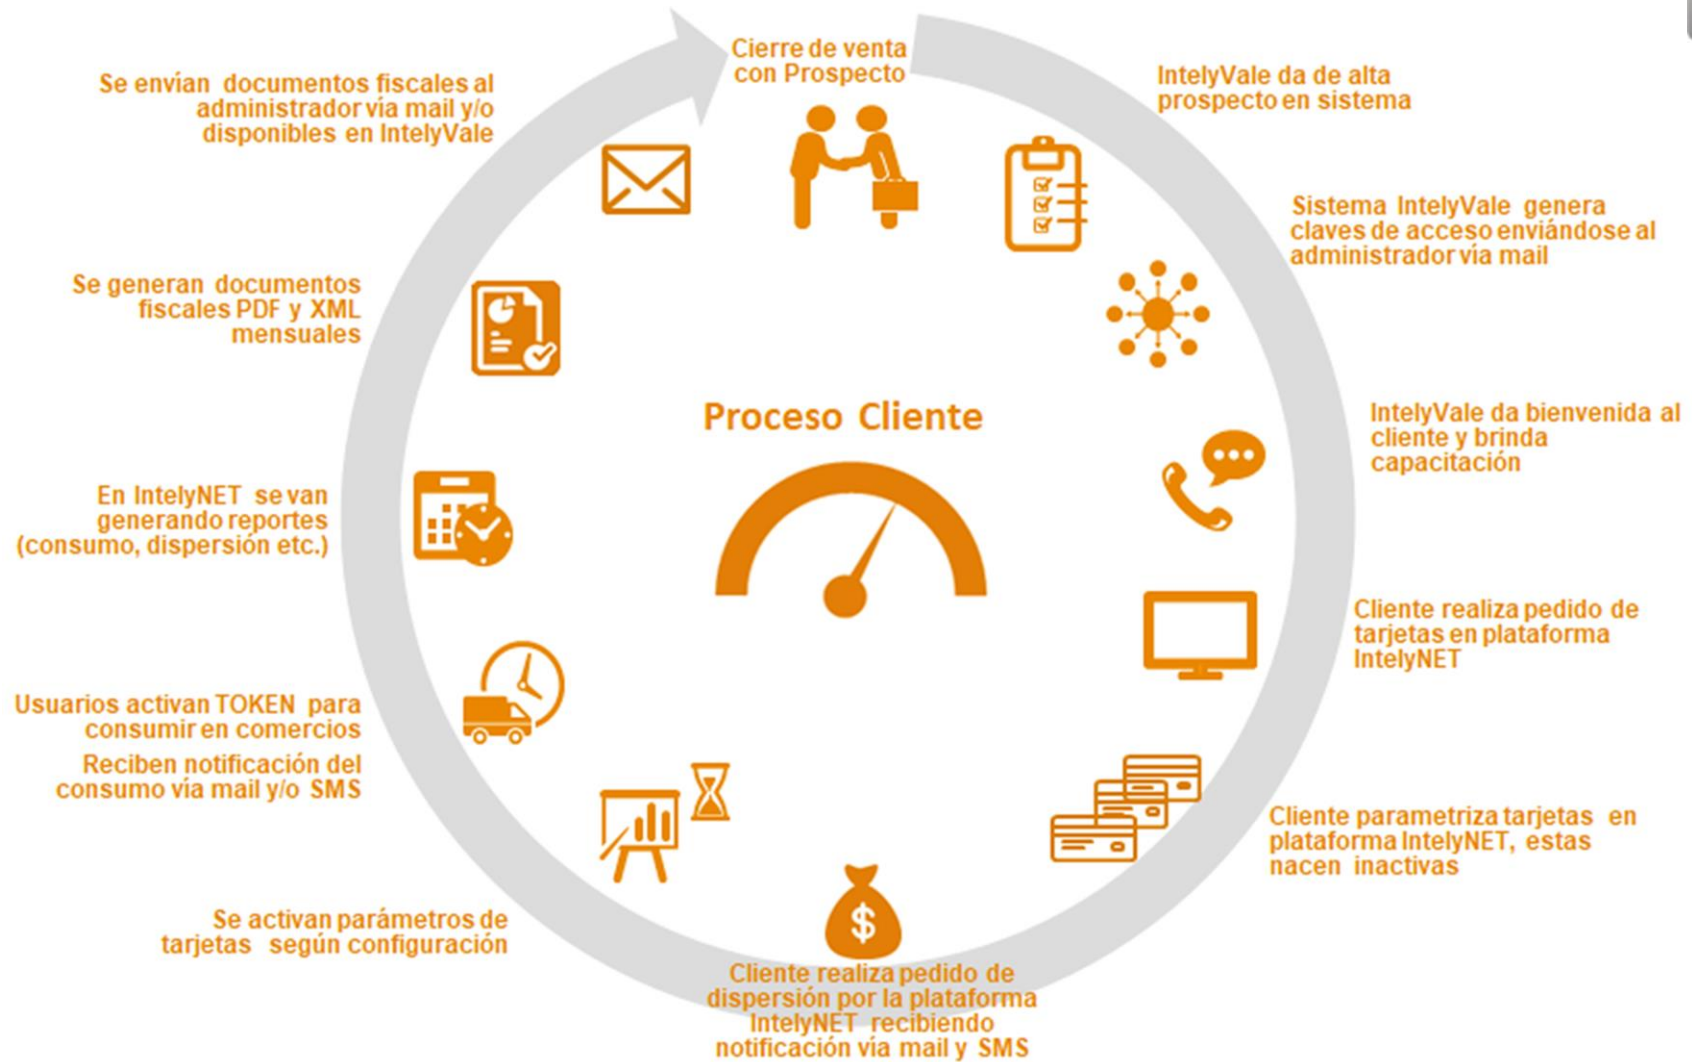 Cierre de venta
con Prospecto
IntelyVale da de alta
prospecto en sistema
Sistema IntelyVale genera
claves de acceso enviándose al
administrador vía mail
IntelyVale da bienvenida al
cliente y brinda
capacitación
Cliente realiza pedido de
tarjetas en plataforma
IntelyNET
Cliente parametriza tarjetas en
plataforma IntelyNET, estas
nacen inactivas
Cliente realiza pedido de
dispersión por la plataforma
IntelyNET recibiendo
notificación vía mail y SMS
Se activan parámetros de
tarjetas según configuración
Usuarios activan TOKEN para
consumir en comercios
Reciben notificación del
consumo vía mail y/o SMS
En IntelyNET se van
generando reportes
(consumo, dispersión etc.)
Se generan documentos
fiscales PDF y XML
mensuales
Se envían documentos fiscales al
administrador vía mail y/o
disponibles en IntelyVale
Proceso Cliente
$